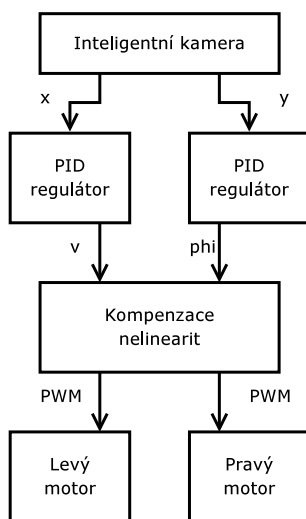 Inteligentní kamera
x
y
PID
regulátor
PID
regulátor
v
phi
Kompenzace
nelinearit
PWM
PWM
Levý
motor
Pravý
motor